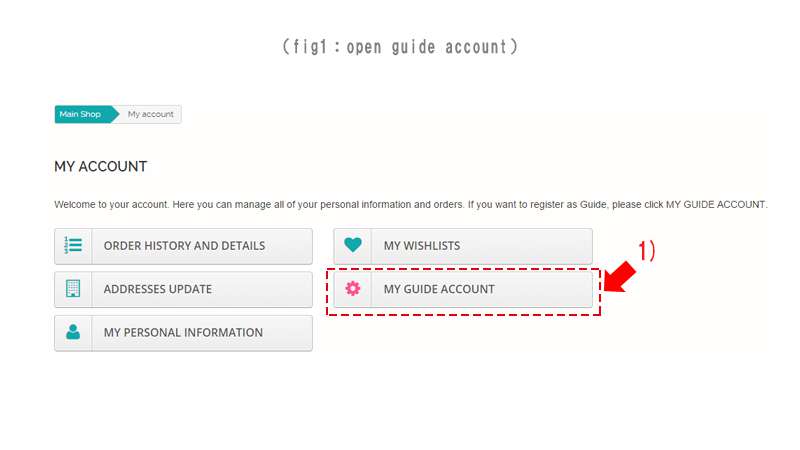 (fig1：open guide account)
Main Shop My account
MY ACCOUNT
Welcome to your account. Here you can manage all of your personal information and orders. If you want to register as Guide, please click MY GUIDE ACCOUNT.
ORDER HISTORY AND DETAILS
MY WISHLISTS
1)
ADDRESSES UPDATE
MY GUIDE ACCOUNT
MY PERSONAL INFORMATION